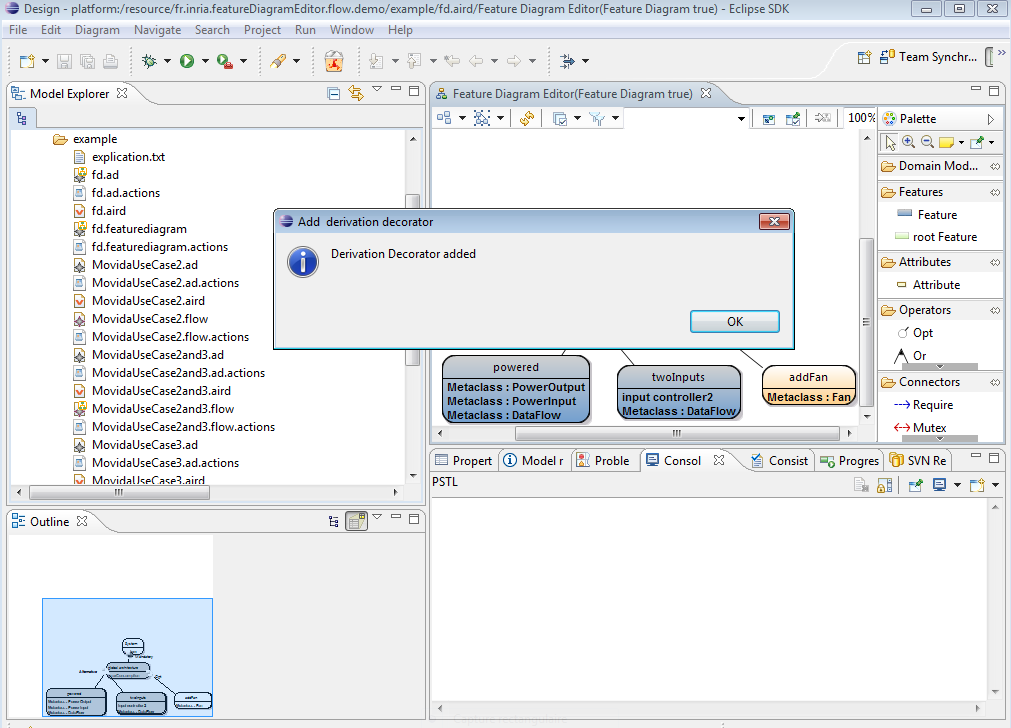 Design - platform:/resource/fr.inria.featureDiagramEditor.flow.demo/example/fd.aird/Feature Diagram Editor(Feature Diagram true) - Eclipse SDK
File Edit Diagram Navigate Search Project Run Window Help
Team Synchr...
Model Explorer
example
explication.txt
fd.ad
fd.ad.actions
fd.aird
fd.featurediagram
fd.featurediagram.actions
MovidaUseCase2.ad
MovidaUseCase2.ad.actions
MovidaUseCase2.aird
MovidaUseCase2.flow
MovidaUseCase2.flow.actions
MovidaUseCase2and3.ad
MovidaUseCase2and3.ad.actions
MovidaUseCase2and3.aird
MovidaUseCase2and3.flow
MovidaUseCase2and3.flow.actions
MovidaUseCase3.ad
MovidaUseCase3.ad.actions
MovidaUseCase3.aird
Feature Diagram Editor(Feature Diagram true)
100%
Palette
Domain Mod...
Features
Feature
root Feature
Attributes
Attribute
Operators
Opt
Or
Connectors
Require
Mutex
Add derivation decorator
Derivation Decorator added
OK
powered
Metaclass : PowerOutput
Metaclass : PowerInput
Metaclass : DataFlow
twoInputs
input controller2
Metaclass : DataFlow
addFan
Metaclass : Fan
Propert
Model r
Proble
Consol
Consist
Progres
SVN Re
PSTL
Outline